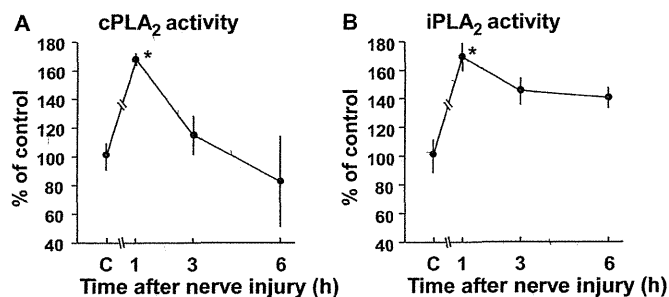 A cPLA₂ activity
% of control
180
160
140
120
100
80
60
40
*
C 1 3 6
Time after nerve injury (h)
B iPLA₂ activity
% of control
180
160
140
120
100
80
60
40
*
C 1 3 6
Time after nerve injury (h)